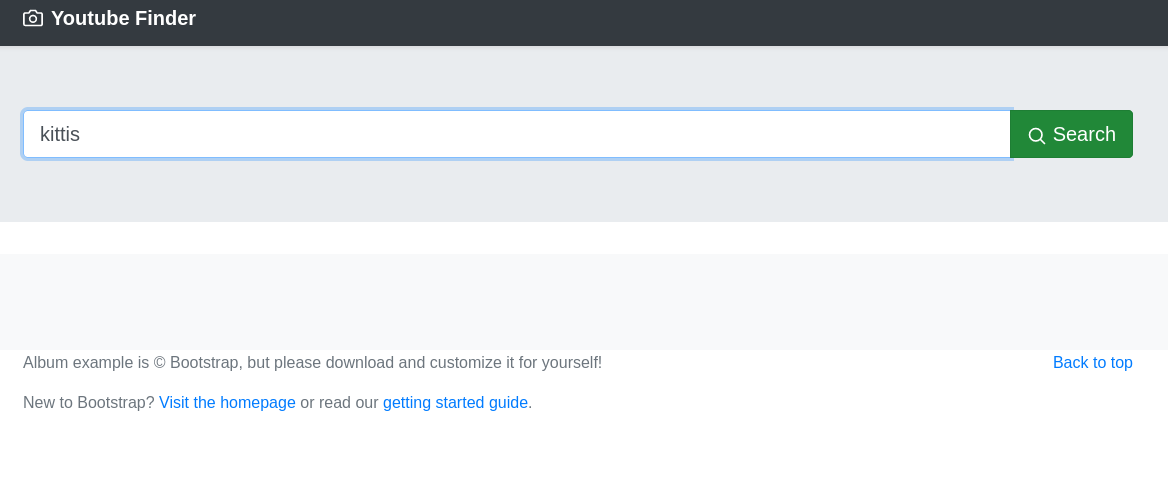 Youtube Finder
kittis
Search
Album example is © Bootstrap, but please download and customize it for yourself!
Back to top
New to Bootstrap? Visit the homepage or read our getting started guide.